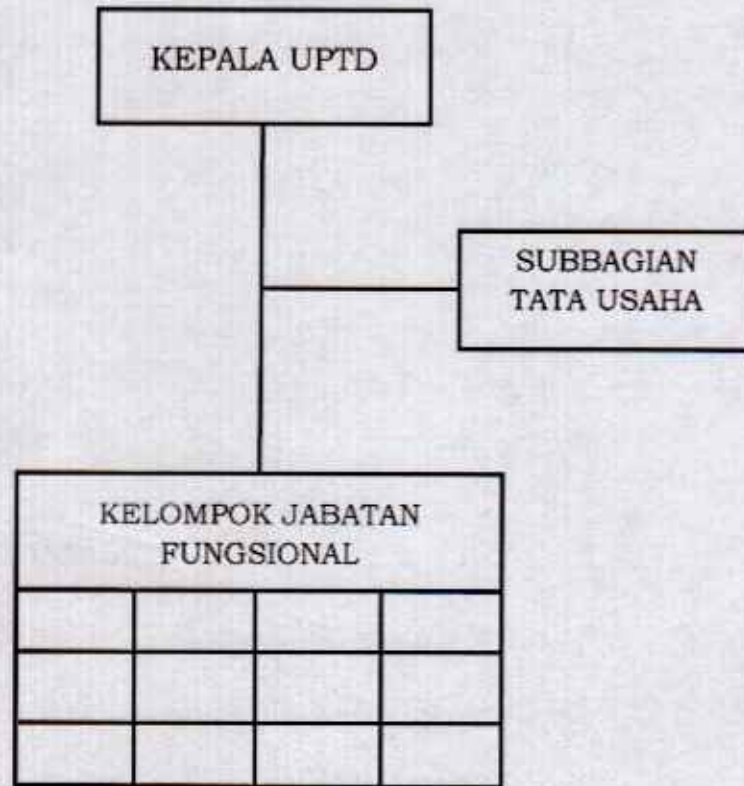 KEPALA UPTD
SUBBAGIAN
TATA USAHA
KELOMPOK JABATAN
FUNGSIONAL